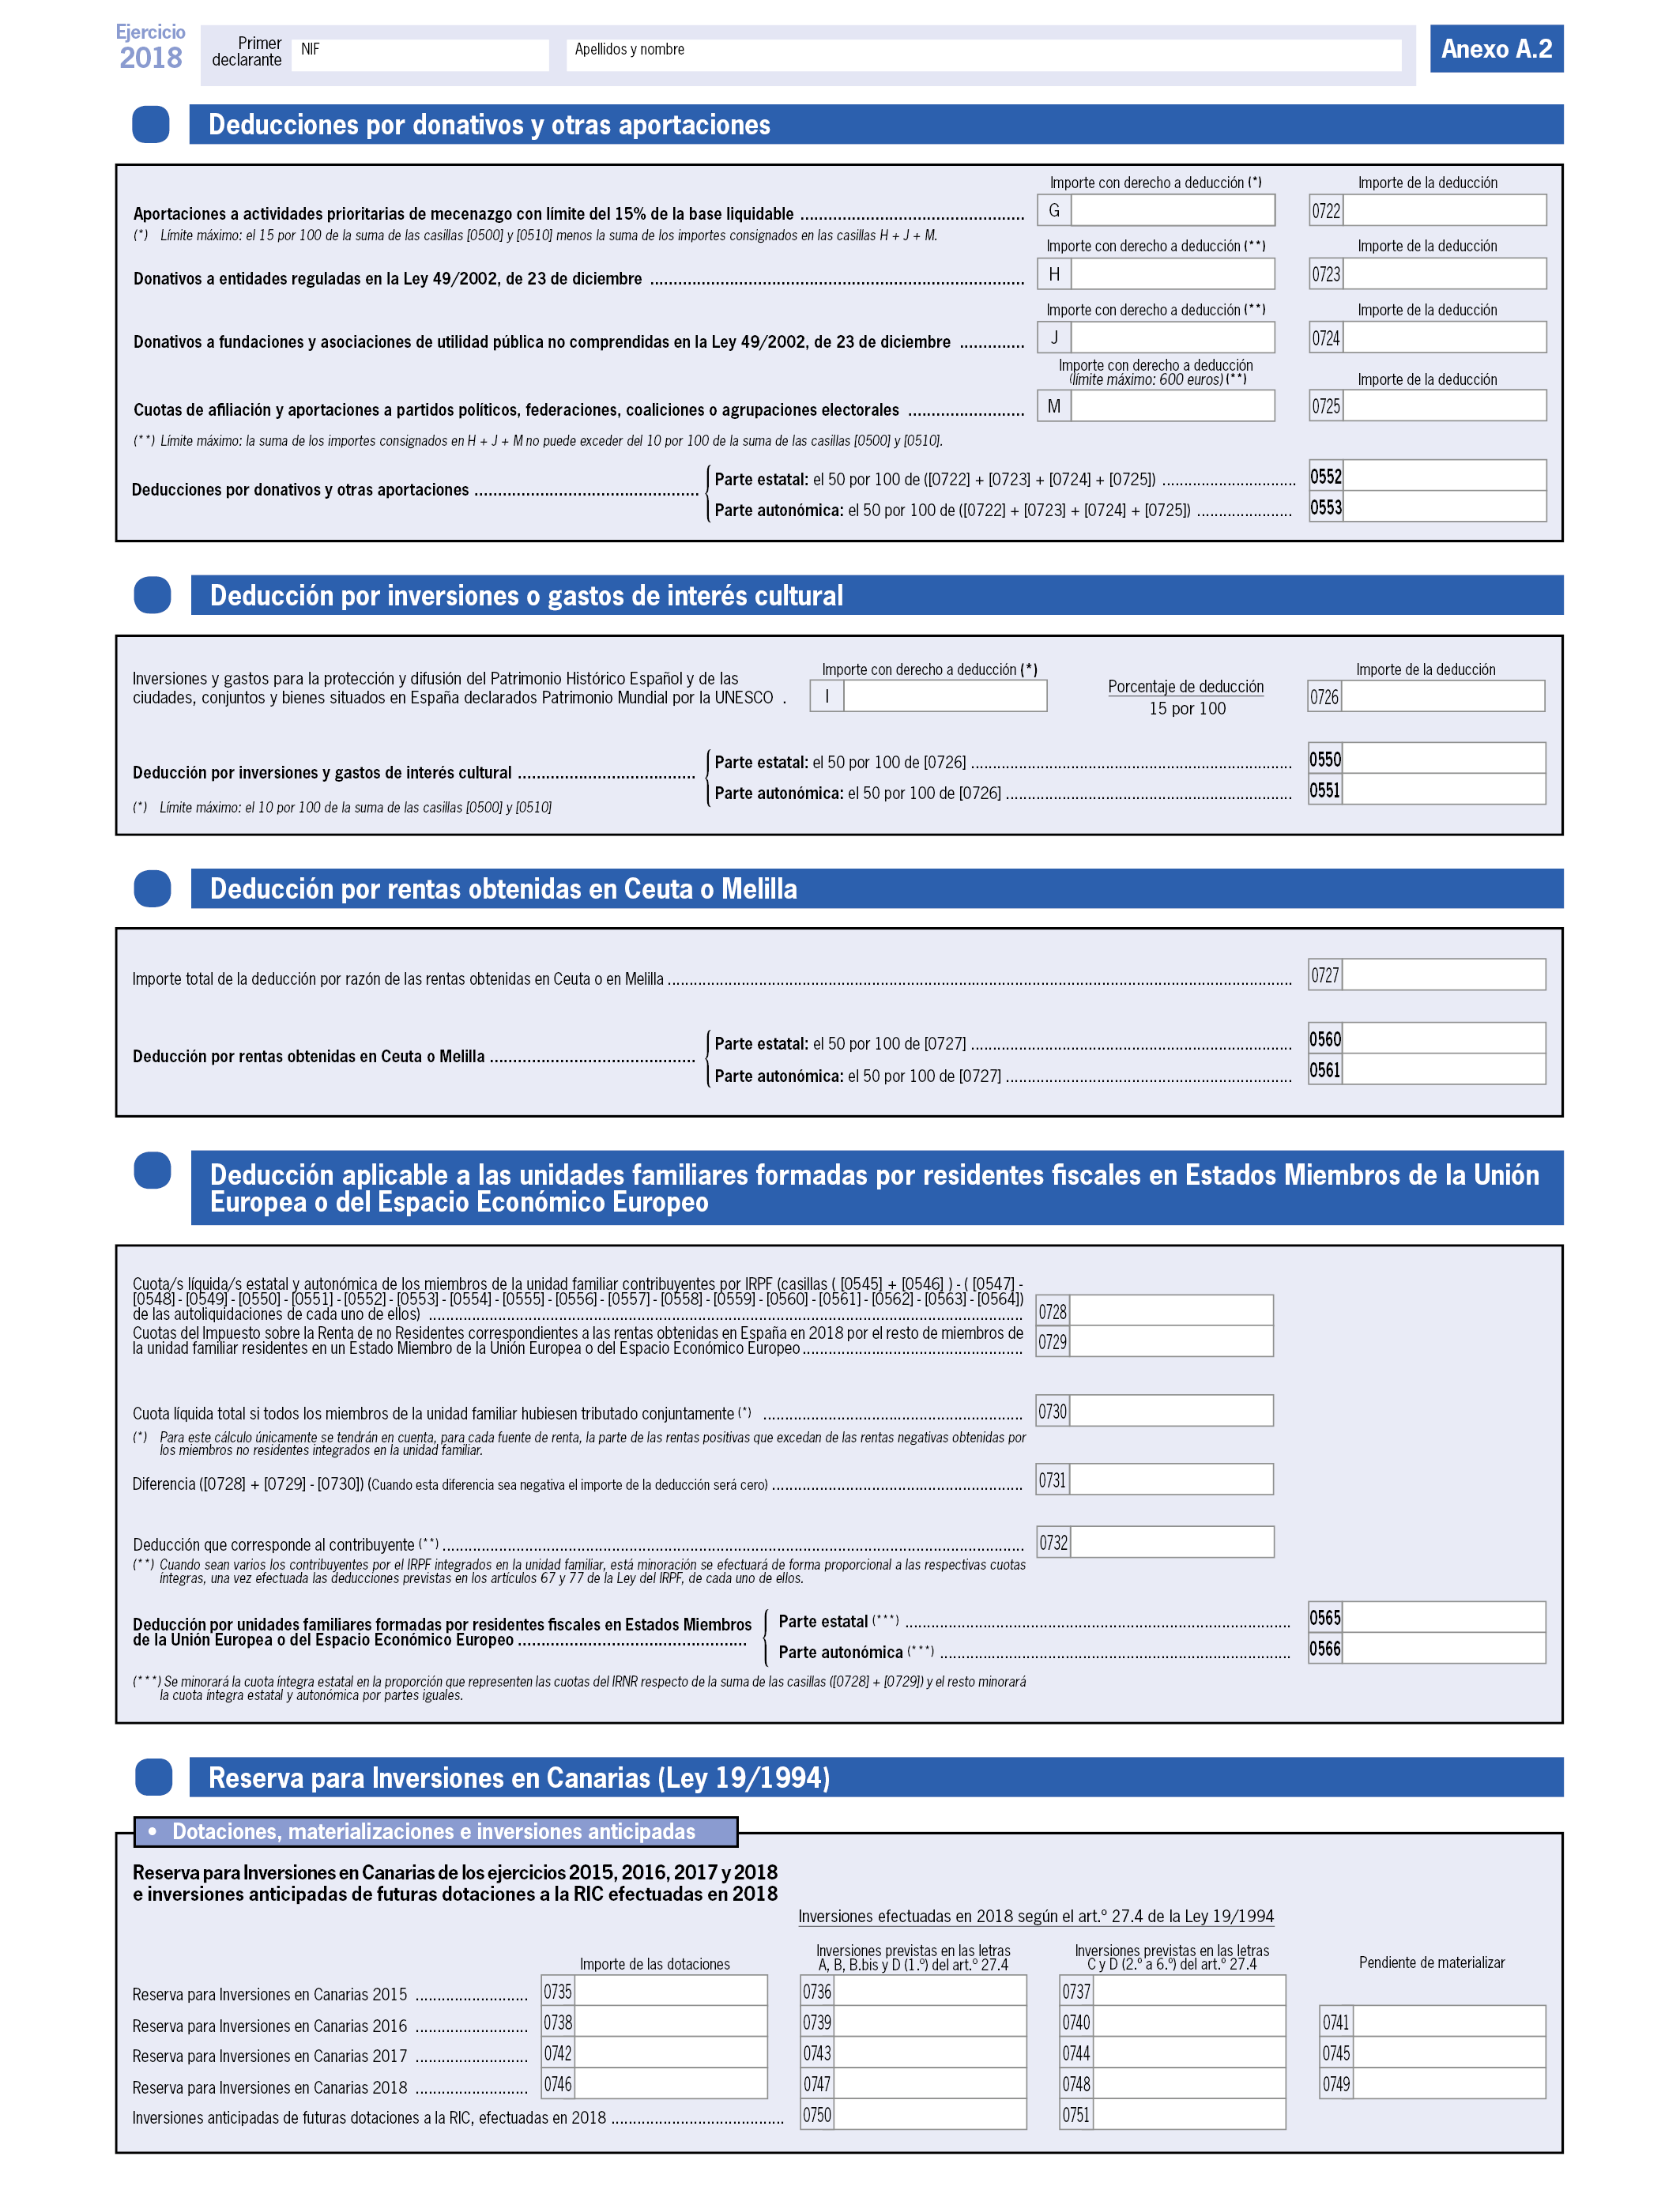 Ejercicio
2018
Primer
declarante
NIF
Apellidos y nombre
Anexo A.2
Deducciones por donativos y otras aportaciones
Importe con derecho a deducción (*)
Importe de la deducción
Aportaciones a actividades prioritarias de mecenazgo con límite del 15% de la base liquidable ................................................ G 0722
(*) Límite máximo: el 15 por 100 de la suma de las casillas [0500] y [0510] menos la suma de los importes consignados en las casillas H + J + M.
Importe con derecho a deducción (**)
Importe de la deducción
Donativos a entidades reguladas en la Ley 49/2002, de 23 de diciembre ................................................................................ H 0723
Importe con derecho a deducción (**)
Importe de la deducción
Donativos a fundaciones y asociaciones de utilidad pública no comprendidas en la Ley 49/2002, de 23 de diciembre .............. J 0724
Importe con derecho a deducción
(límite máximo: 600 euros) (**)
Importe de la deducción
Cuotas de afiliación y aportaciones a partidos políticos, federaciones, coaliciones o agrupaciones electorales ......................... M 0725
(**) Límite máximo: la suma de los importes consignados en H + J + M no puede exceder del 10 por 100 de la suma de las casillas [0500] y [0510].
Deducciones por donativos y otras aportaciones ................................................
Parte estatal: el 50 por 100 de ([0722] + [0723] + [0724] + [0725]) ............................... 0552
Parte autonómica: el 50 por 100 de ([0722] + [0723] + [0724] + [0725]) ...................... 0553
Deducción por inversiones o gastos de interés cultural
Importe con derecho a deducción (*)
Importe de la deducción
Inversiones y gastos para la protección y difusión del Patrimonio Histórico Español y de las
ciudades, conjuntos y bienes situados en España declarados Patrimonio Mundial por la UNESCO .
I
Porcentaje de deducción
15 por 100
0726
Deducción por inversiones y gastos de interés cultural ......................................
Parte estatal: el 50 por 100 de [0726] .......................................................................... 0550
Parte autonómica: el 50 por 100 de [0726] .................................................................. 0551
(*) Límite máximo: el 10 por 100 de la suma de las casillas [0500] y [0510]
Deducción por rentas obtenidas en Ceuta o Melilla
Importe total de la deducción por razón de las rentas obtenidas en Ceuta o en Melilla ................................................................................................................................................ 0727
Deducción por rentas obtenidas en Ceuta o Melilla ............................................
Parte estatal: el 50 por 100 de [0727] .......................................................................... 0560
Parte autonómica: el 50 por 100 de [0727] .................................................................. 0561
Deducción aplicable a las unidades familiares formadas por residentes fiscales en Estados Miembros de la Unión
Europea o del Espacio Económico Europeo
Cuota/s líquida/s estatal y autonómica de los miembros de la unidad familiar contribuyentes por IRPF (casillas ( [0545] + [0546] ) - ( [0547] -
[0548] - [0549] - [0550] - [0551] - [0552] - [0553] - [0554] - [0555] - [0556] - [0557] - [0558] - [0559] - [0560] - [0561] - [0562] - [0563] - [0564])
de las autoliquidaciones de cada uno de ellos) ......................................................................................................................................... 0728
Cuotas del Impuesto sobre la Renta de no Residentes correspondientes a las rentas obtenidas en España en 2018 por el resto de miembros de
la unidad familiar residentes en un Estado Miembro de la Unión Europea o del Espacio Económico Europeo ................................................... 0729
Cuota líquida total si todos los miembros de la unidad familiar hubiesen tributado conjuntamente (*) ............................................................ 0730
(*) Para este cálculo únicamente se tendrán en cuenta, para cada fuente de renta, la parte de las rentas positivas que excedan de las rentas negativas obtenidas por
los miembros no residentes integrados en la unidad familiar.
Diferencia ([0728] + [0729] - [0730]) (Cuando esta diferencia sea negativa el importe de la deducción será cero) .......................................................... 0731
Deducción que corresponde al contribuyente (**) ...................................................................................................................................... 0732
(**) Cuando sean varios los contribuyentes por el IRPF integrados en la unidad familiar, está minoración se efectuará de forma proporcional a las respectivas cuotas
íntegras, una vez efectuada las deducciones previstas en los artículos 67 y 77 de la Ley del IRPF, de cada uno de ellos.
Deducción por unidades familiares formadas por residentes fiscales en Estados Miembros
de la Unión Europea o del Espacio Económico Europeo .................................................
Parte estatal (***) ......................................................................................... 0565
Parte autonómica (***) ................................................................................. 0566
(***) Se minorará la cuota íntegra estatal en la proporción que representen las cuotas del IRNR respecto de la suma de las casillas ([0728] + [0729]) y el resto minorará
la cuota íntegra estatal y autonómica por partes iguales.
Reserva para Inversiones en Canarias (Ley 19/1994)
• Dotaciones, materializaciones e inversiones anticipadas
Reserva para Inversiones en Canarias de los ejercicios 2015, 2016, 2017 y 2018
e inversiones anticipadas de futuras dotaciones a la RIC efectuadas en 2018
Inversiones efectuadas en 2018 según el art.º 27.4 de la Ley 19/1994
Importe de las dotaciones
Inversiones previstas en las letras
A, B, B.bis y D (1.º) del art.º 27.4
Inversiones previstas en las letras
C y D (2.º a 6.º) del art.º 27.4
Pendiente de materializar
Reserva para Inversiones en Canarias 2015 .......................... 0735 0736 0737
Reserva para Inversiones en Canarias 2016 .......................... 0738 0739 0740 0741
Reserva para Inversiones en Canarias 2017 .......................... 0742 0743 0744 0745
Reserva para Inversiones en Canarias 2018 .......................... 0746 0747 0748 0749
Inversiones anticipadas de futuras dotaciones a la RIC, efectuadas en 2018 ........................................ 0750 0751